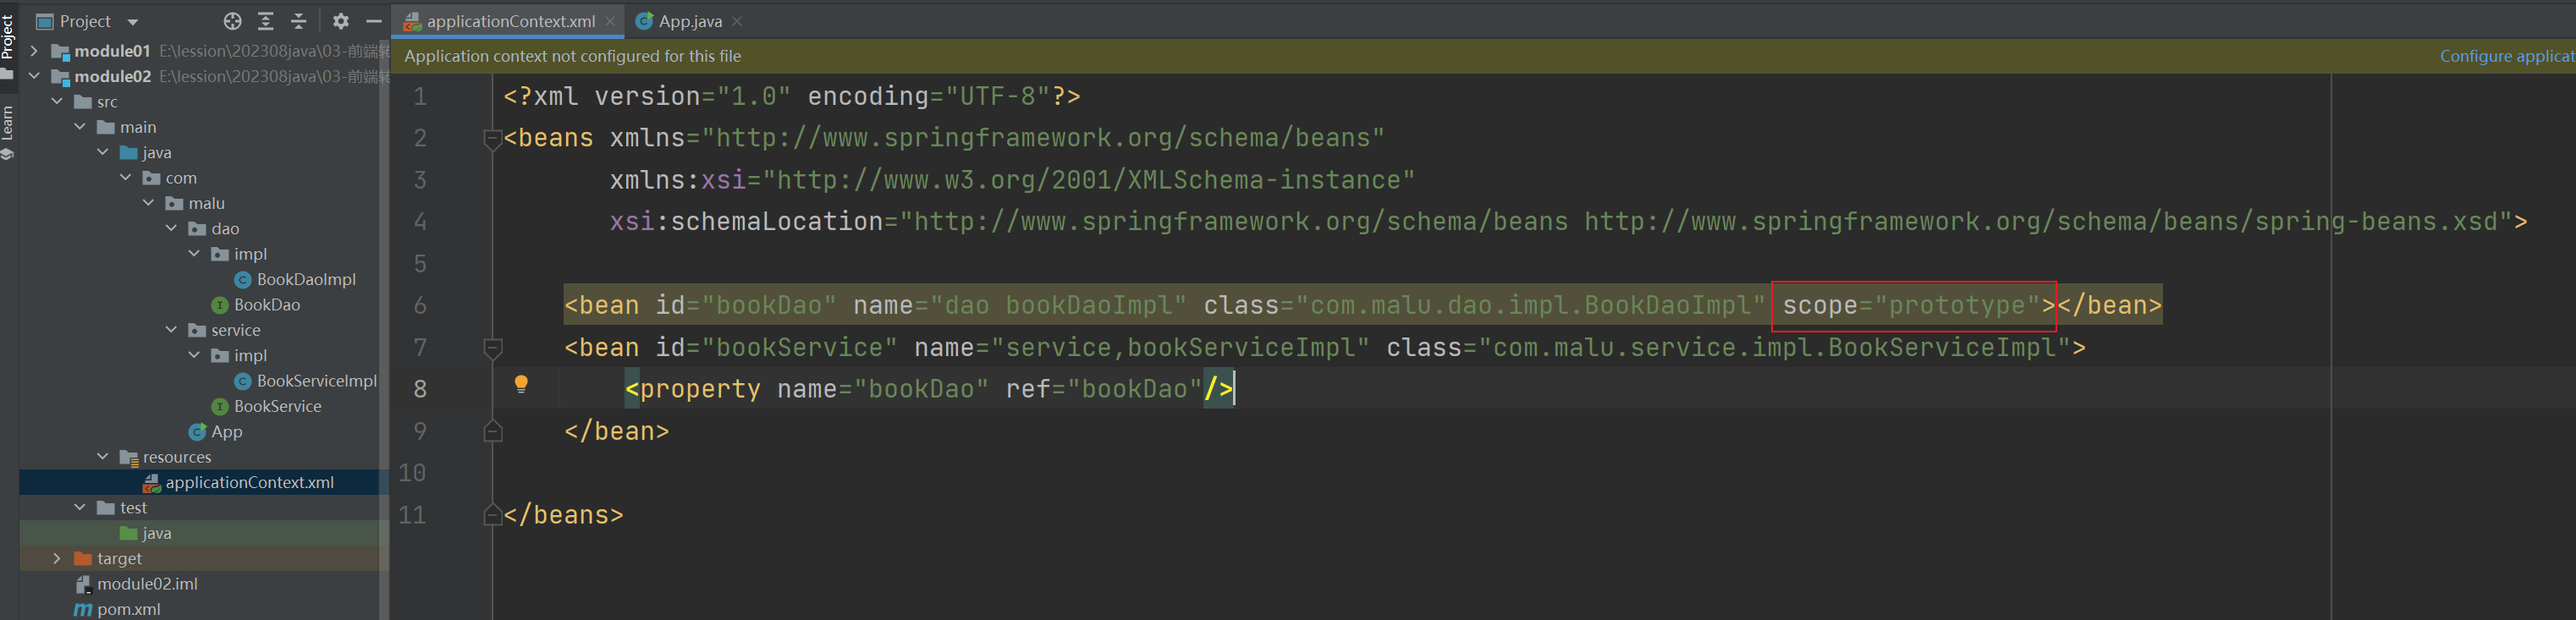 Project
Learn
Project
module01 E:\lession\202308java\03-前端转
module02 E:\lession\202308java\03-前端转
src
main
java
com
malu
dao
impl
BookDaoImpl
BookDao
service
impl
BookServiceImpl
BookService
App
resources
applicationContext.xml
test
java
target
module02.iml
pom.xml
applicationContext.xml
App.java
Application context not configured for this file
Configure applicat
1 <?xml version="1.0" encoding="UTF-8"?>
2 <beans xmlns="http://www.springframework.org/schema/beans"
3 xmlns:xsi="http://www.w3.org/2001/XMLSchema-instance"
4 xsi:schemaLocation="http://www.springframework.org/schema/beans http://www.springframework.org/schema/beans/spring-beans.xsd">
5
6 <bean id="bookDao" name="dao bookDaoImpl" class="com.malu.dao.impl.BookDaoImpl" scope="prototype"></bean>
7 <bean id="bookService" name="service,bookServiceImpl" class="com.malu.service.impl.BookServiceImpl">
8 <property name="bookDao" ref="bookDao"/>
9 </bean>
10
11 </beans>